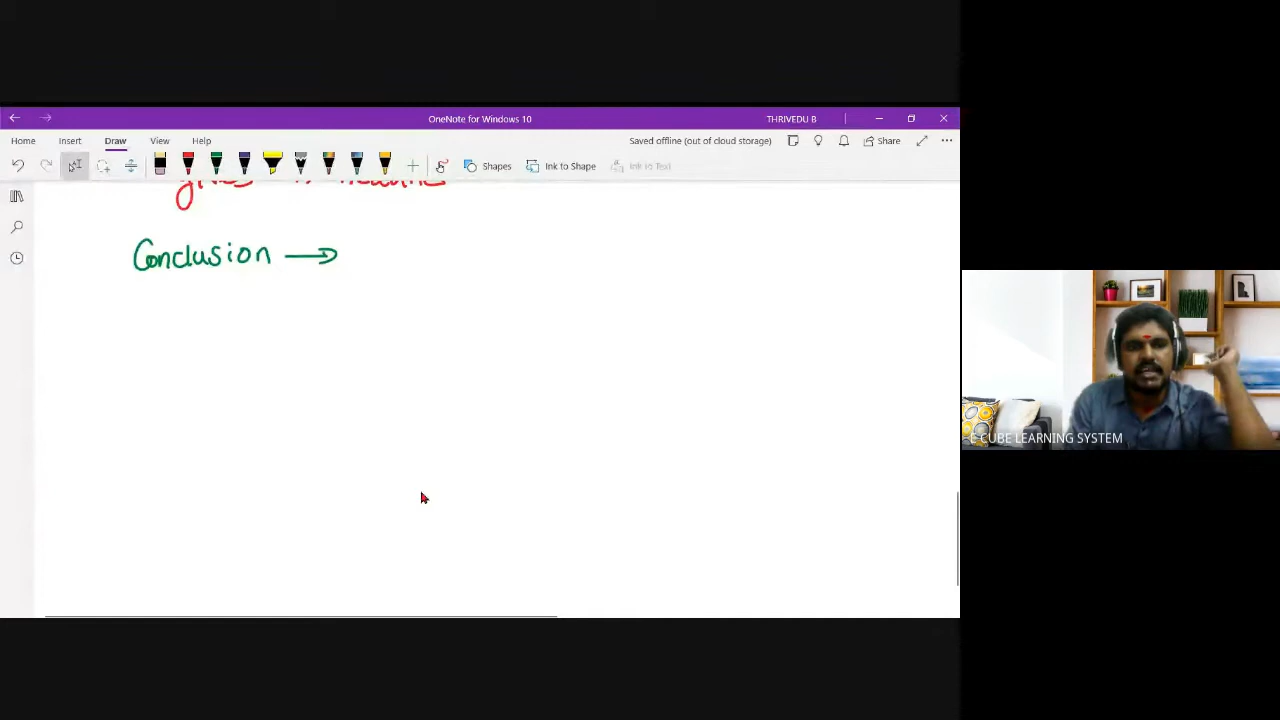 OneNote for Windows 10
THRIVEDU B
Home Insert Draw View Help
Saved offline (out of cloud storage)
Share
Shapes
Ink to Shape
Ink to Text
Conclusion →
E CUBE LEARNING SYSTEM